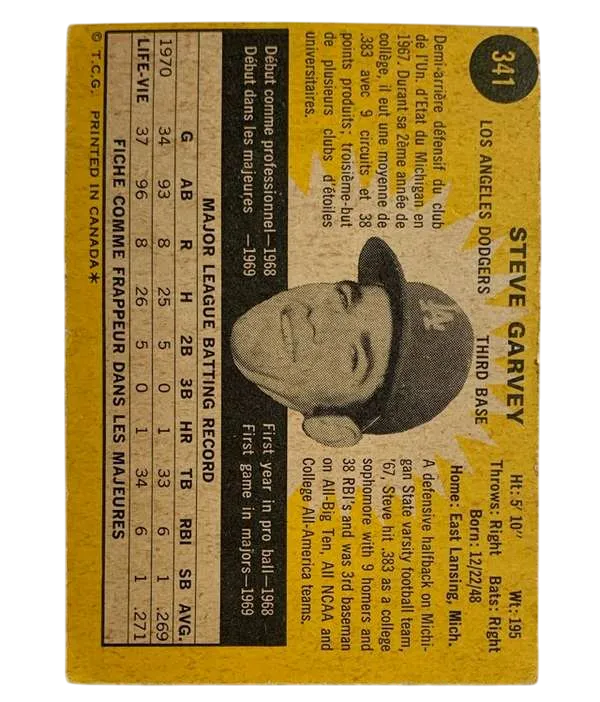 341
STEVE GARVEY
LOS ANGELES DODGERS THIRD BASE
Ht: 5' 10" Wt: 195
Throws: Right Bats: Right
Born: 12/22/48
Home: East Lansing, Mich.
Demi-arrière défensif du club
de l'Un. d'État du Michigan en
1967. Durant sa 2ème année de
collège, il eut une moyenne de
.383 avec 9 circuits et 38
points produits; troisième-but
de plusieurs clubs d'étoiles
universitaires.
LA
A defensive halfback on Michi-
gan State varsity football team,
'67, Steve hit .383 as a college
sophomore with 9 homers and
38 RBI's and was 3rd baseman
on All-Big Ten, All NCAA and
College All-America teams.
Début comme professionnel—1968
Début dans les majeures —1969
First year in pro ball—1968
First game in majors—1969
MAJOR LEAGUE BATTING RECORD
G AB R H 2B 3B HR TB RBI SB AVG.
1970 34 93 8 25 5 0 1 33 6 1 .269
LIFE-VIE 37 96 8 26 5 0 1 34 6 1 .271
FICHE COMME FRAPPEUR DANS LES MAJEURES
© T.C.G. PRINTED IN CANADA*